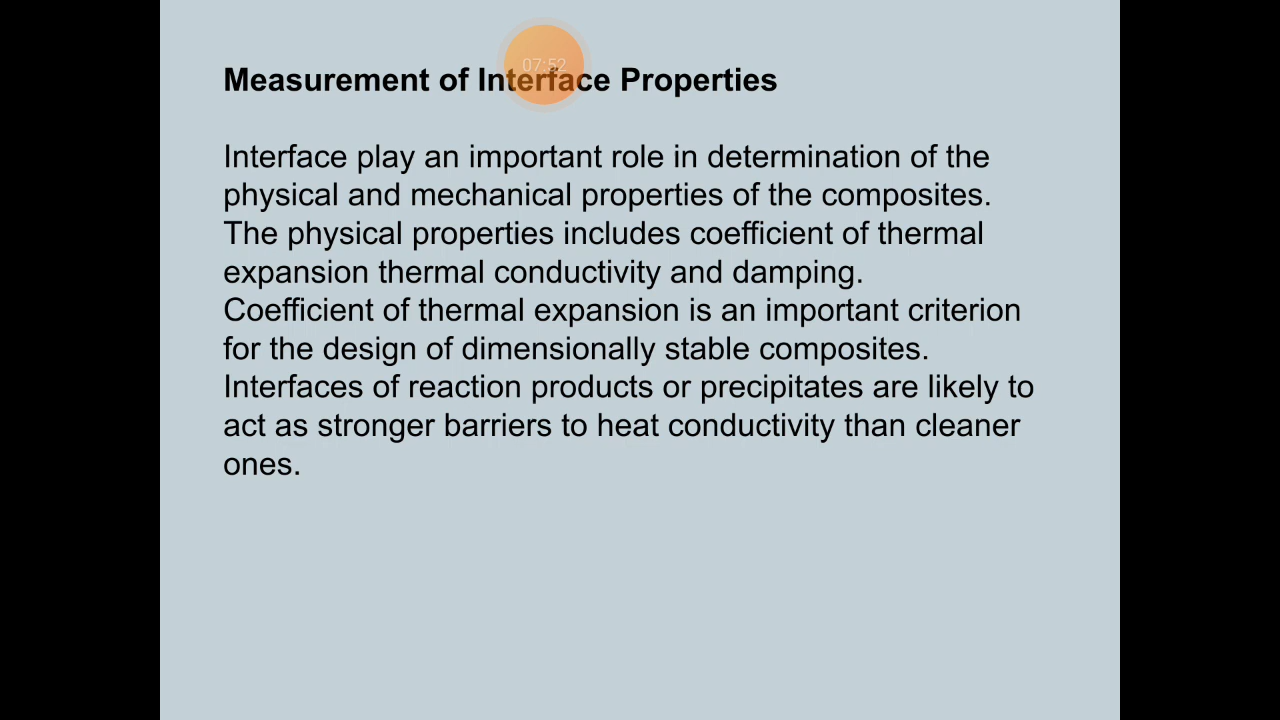 Measurement of Interface Properties
07:52
Interface play an important role in determination of the
physical and mechanical properties of the composites.
The physical properties includes coefficient of thermal
expansion thermal conductivity and damping.
Coefficient of thermal expansion is an important criterion
for the design of dimensionally stable composites.
Interfaces of reaction products or precipitates are likely to
act as stronger barriers to heat conductivity than cleaner
ones.